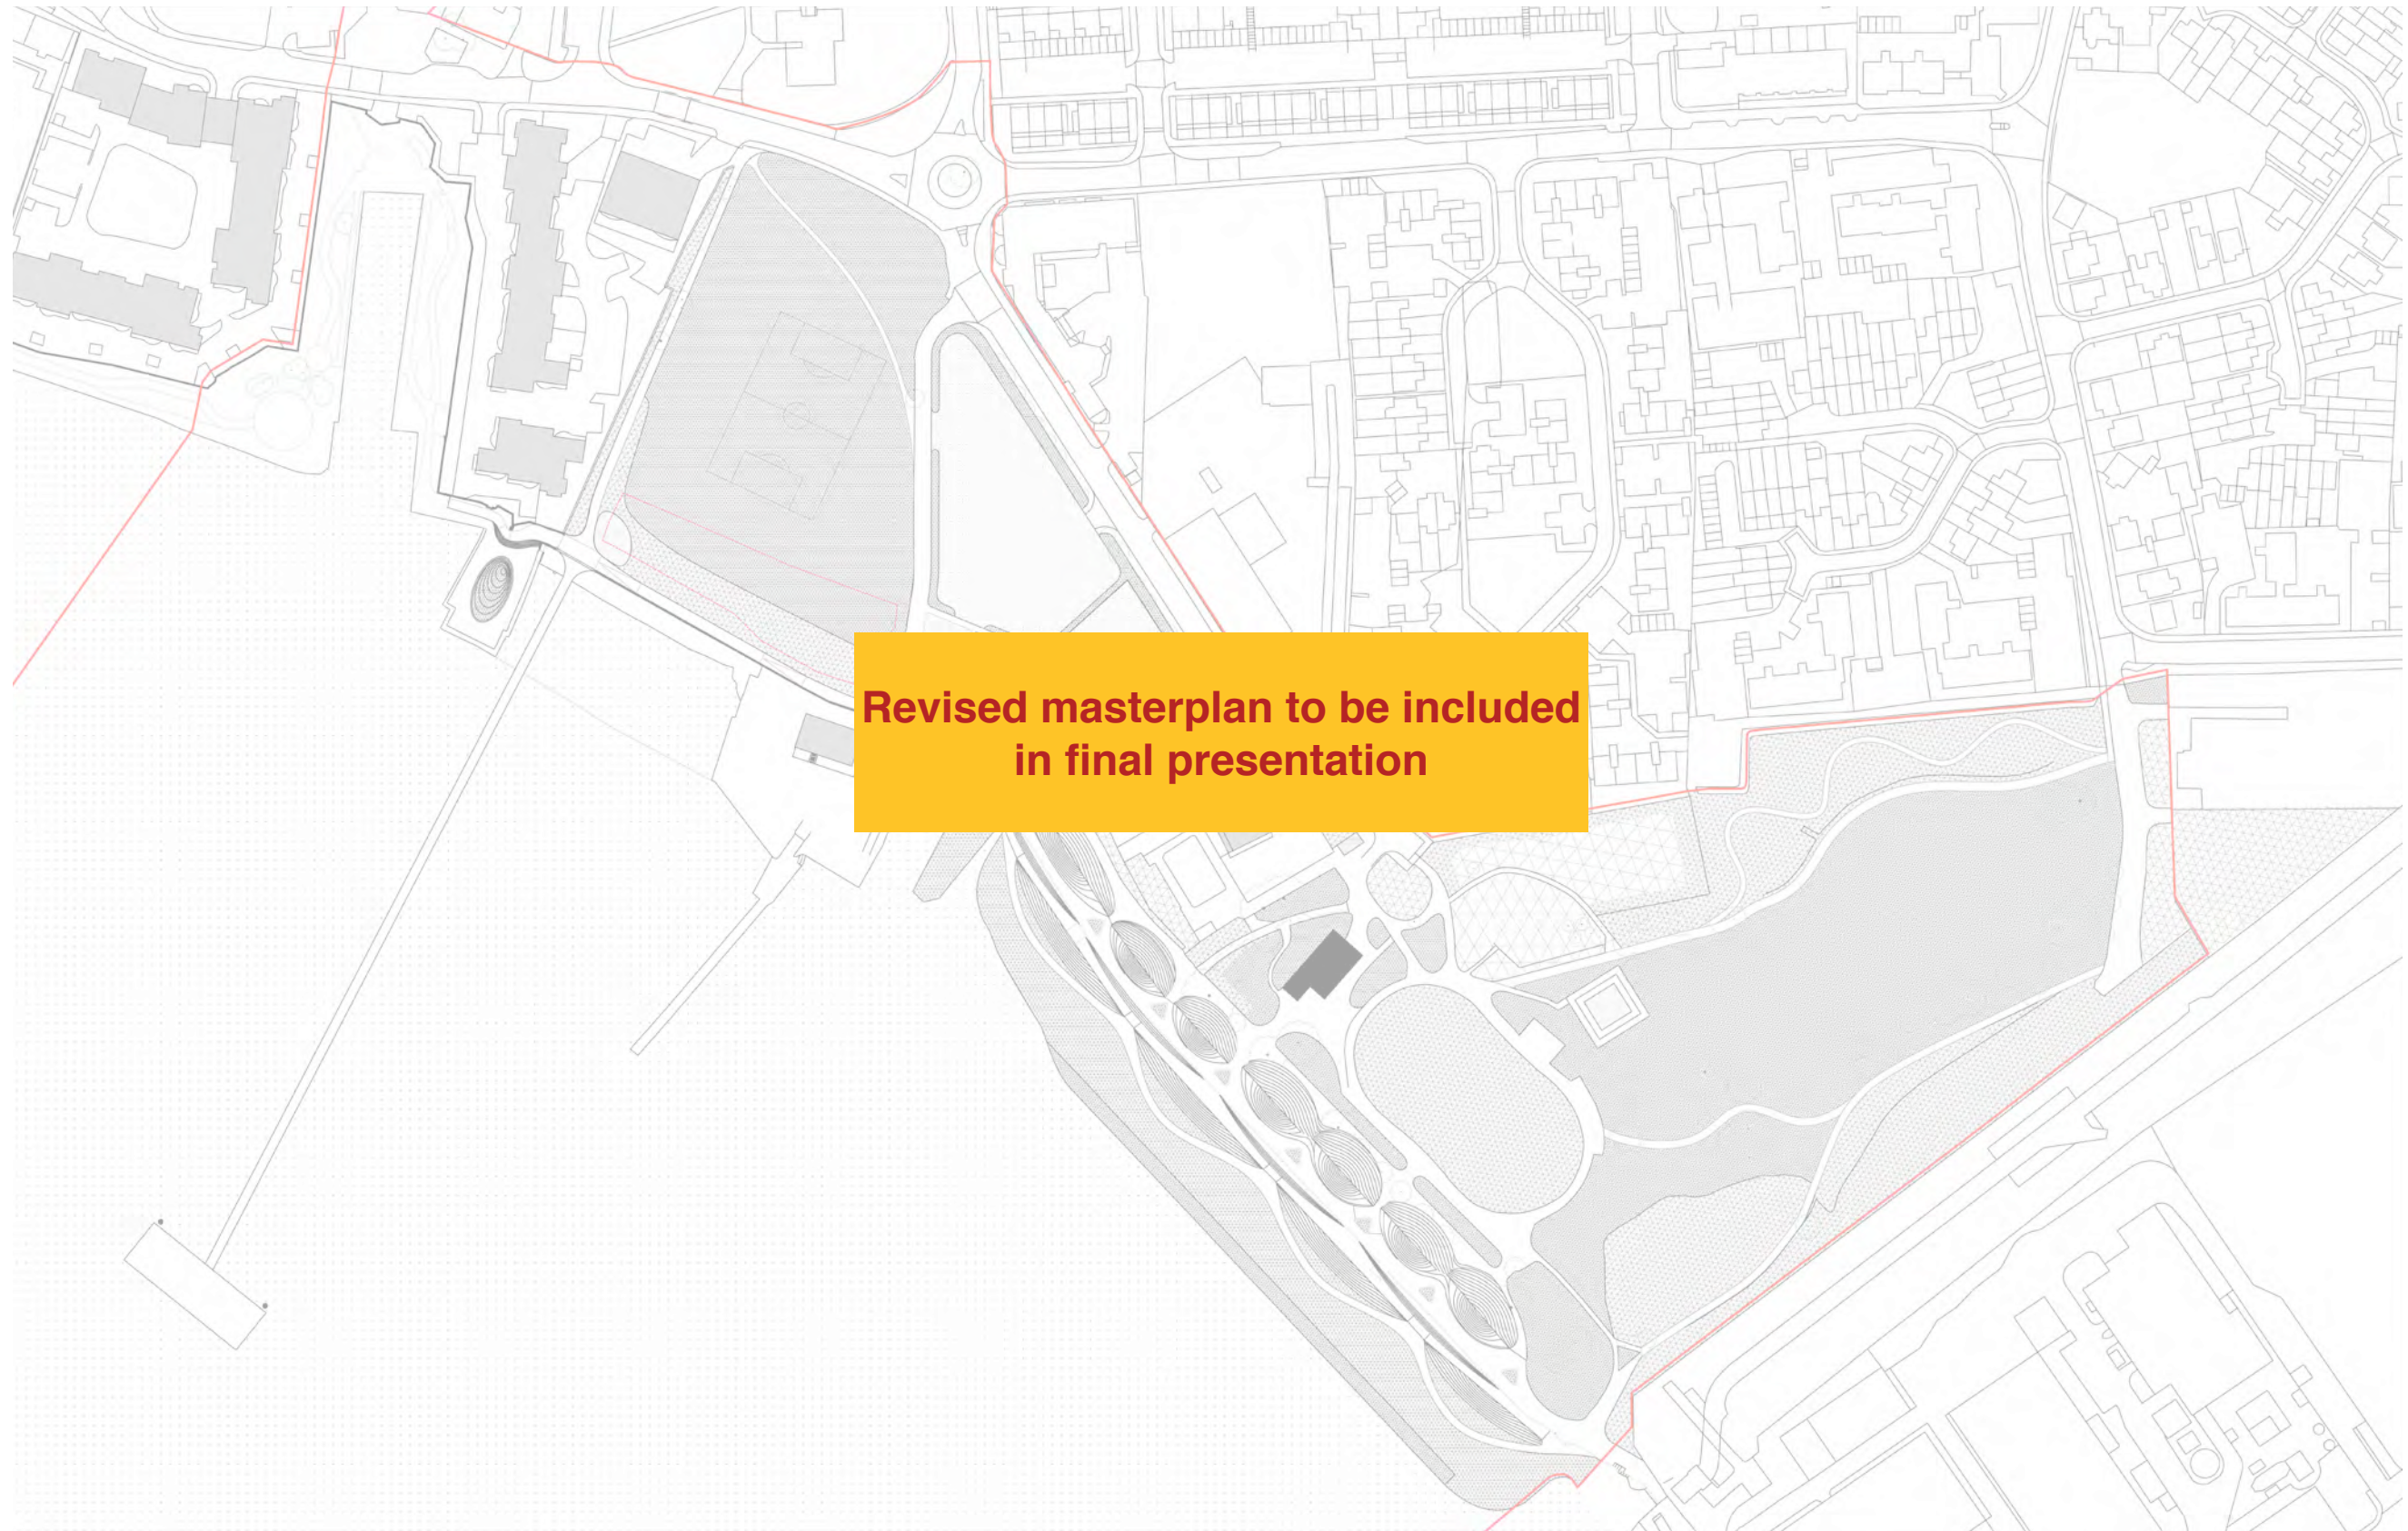 Revised masterplan to be included
in final presentation